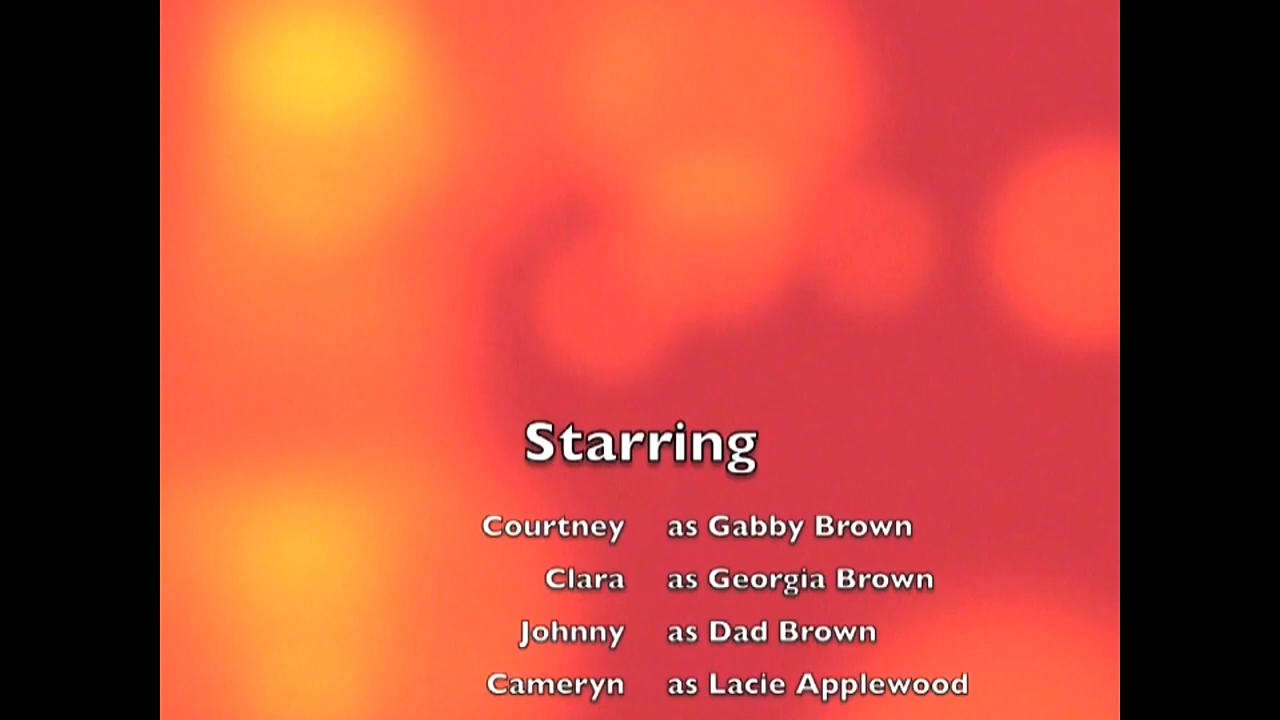 Starring
Courtney as Gabby Brown
Clara as Georgia Brown
Johnny as Dad Brown
Cameryn as Lacie Applewood